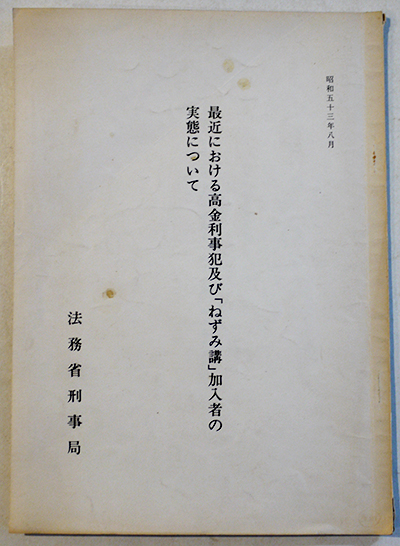 昭和五十三年八月
最近における高金利事犯及び「ねずみ講」加入者の
実態について
法務省刑事局